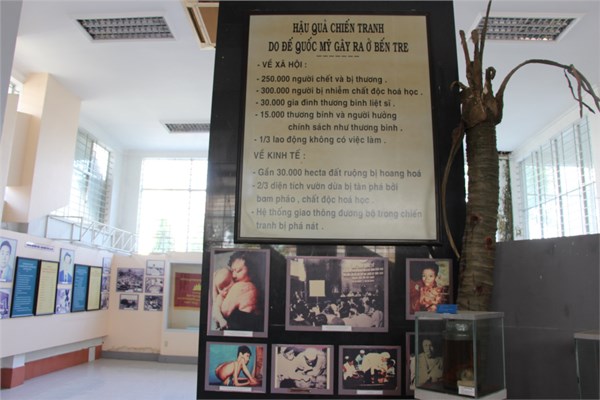 HẬU QUẢ CHIẾN TRANH
DO ĐẾ QUỐC MỸ GÂY RA Ở BẾN TRE
- VỀ XÃ HỘI :
- 250.000 người chết và bị thương .
- 300.000 người bị nhiễm chất độc hoá học .
- 30.000 gia đình thương binh liệt sĩ .
- 15.000 thương binh và người hưởng
chính sách như thương binh .
- 1/3 lao động không có việc làm .
VỀ KINH TẾ :
- Gần 30.000 hecta đất ruộng bị hoang hoá
- 2/3 diện tích vườn dừa bị tàn phá bởi
bom pháo , chất độc hoá học .
- Hệ thống giao thông đường bộ trong chiến
tranh bị phá nát .